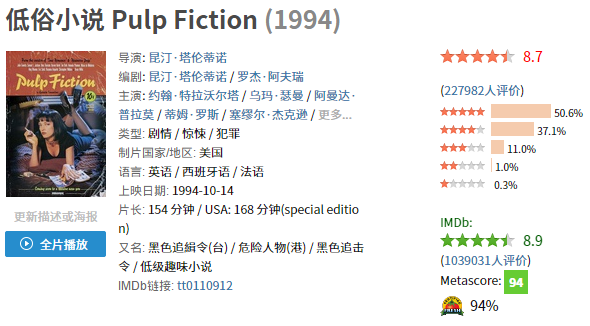 低俗小说 Pulp Fiction (1994)
Pulp Fiction
10¢
更新描述或海报
全片播放
导演: 昆汀·塔伦蒂诺
编剧: 昆汀·塔伦蒂诺 / 罗杰·阿夫瑞
主演: 约翰·特拉沃尔塔 / 乌玛·瑟曼 / 阿曼达·
普拉莫 / 蒂姆·罗斯 / 塞缪尔·杰克逊 / 更多...
类型: 剧情 / 惊悚 / 犯罪
制片国家/地区: 美国
语言: 英语 / 西班牙语 / 法语
上映日期: 1994-10-14
片长: 154 分钟 / USA: 168 分钟(special editio
n)
又名: 黑色追緝令(台) / 危险人物(港) / 黑色追击
令 / 低级趣味小说
IMDb链接: tt0110912
8.7
(227982人评价)
50.6%
37.1%
11.0%
1.0%
0.3%
IMDb:
8.9
(1039031人评价)
Metascore: 94
FRESH 94%